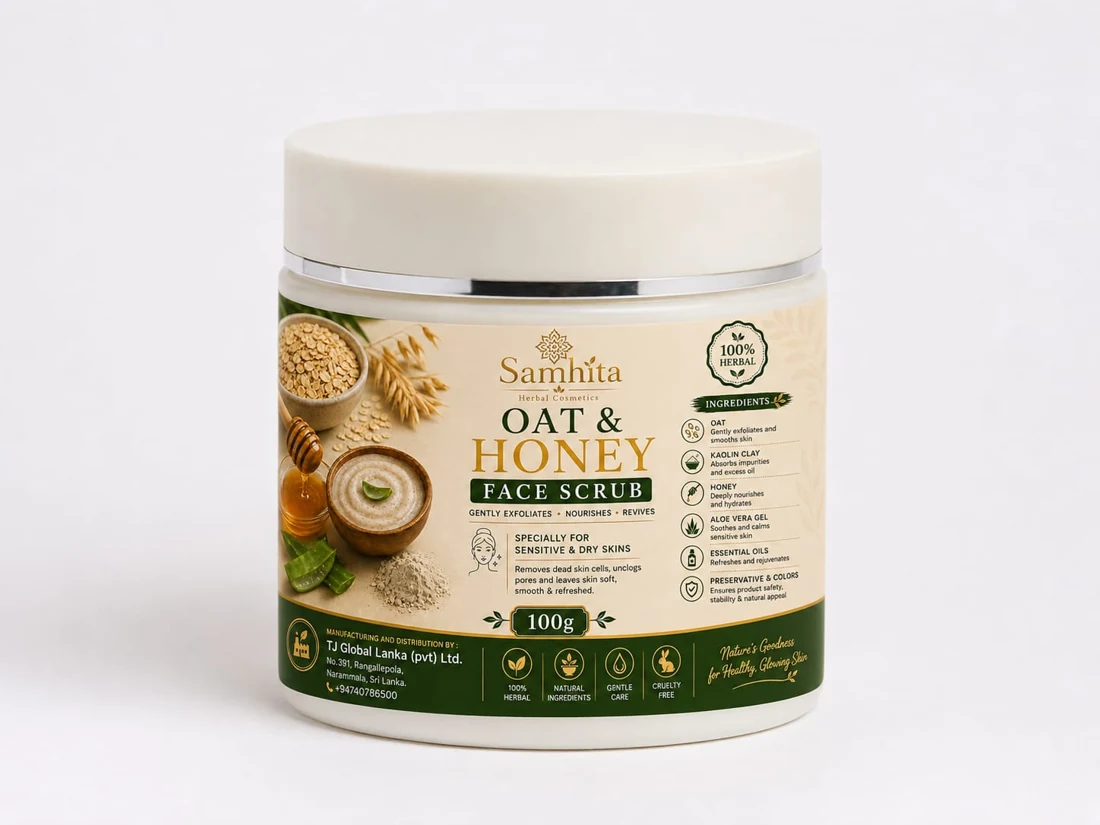 Samhita
Herbal Cosmetics
OAT &
HONEY
FACE SCRUB
GENTLY EXFOLIATES • NOURISHES • REVIVES
SPECIALLY FOR
SENSITIVE & DRY SKINS
Removes dead skin cells, unclogs
pores and leaves skin soft,
smooth & refreshed.
100g
100%
HERBAL
INGREDIENTS
OAT
Gently exfoliates and
smooths skin
KAOLIN CLAY
Absorbs impurities
and excess oil
HONEY
Deeply nourishes
and hydrates
ALOE VERA GEL
Soothes and calms
sensitive skin
ESSENTIAL OILS
Refreshes and rejuvenates
PRESERVATIVE & COLORS
Ensures product safety,
stability & natural appeal
MANUFACTURING AND DISTRIBUTION BY :
TJ Global Lanka (pvt) Ltd.
No.391, Rangallepola,
Narammala, Sri Lanka.
+94740786500
100%
HERBAL
NATURAL
INGREDIENTS
GENTLE
CARE
CRUELTY
FREE
Nature's Goodness
for Healthy, Glowing Skin